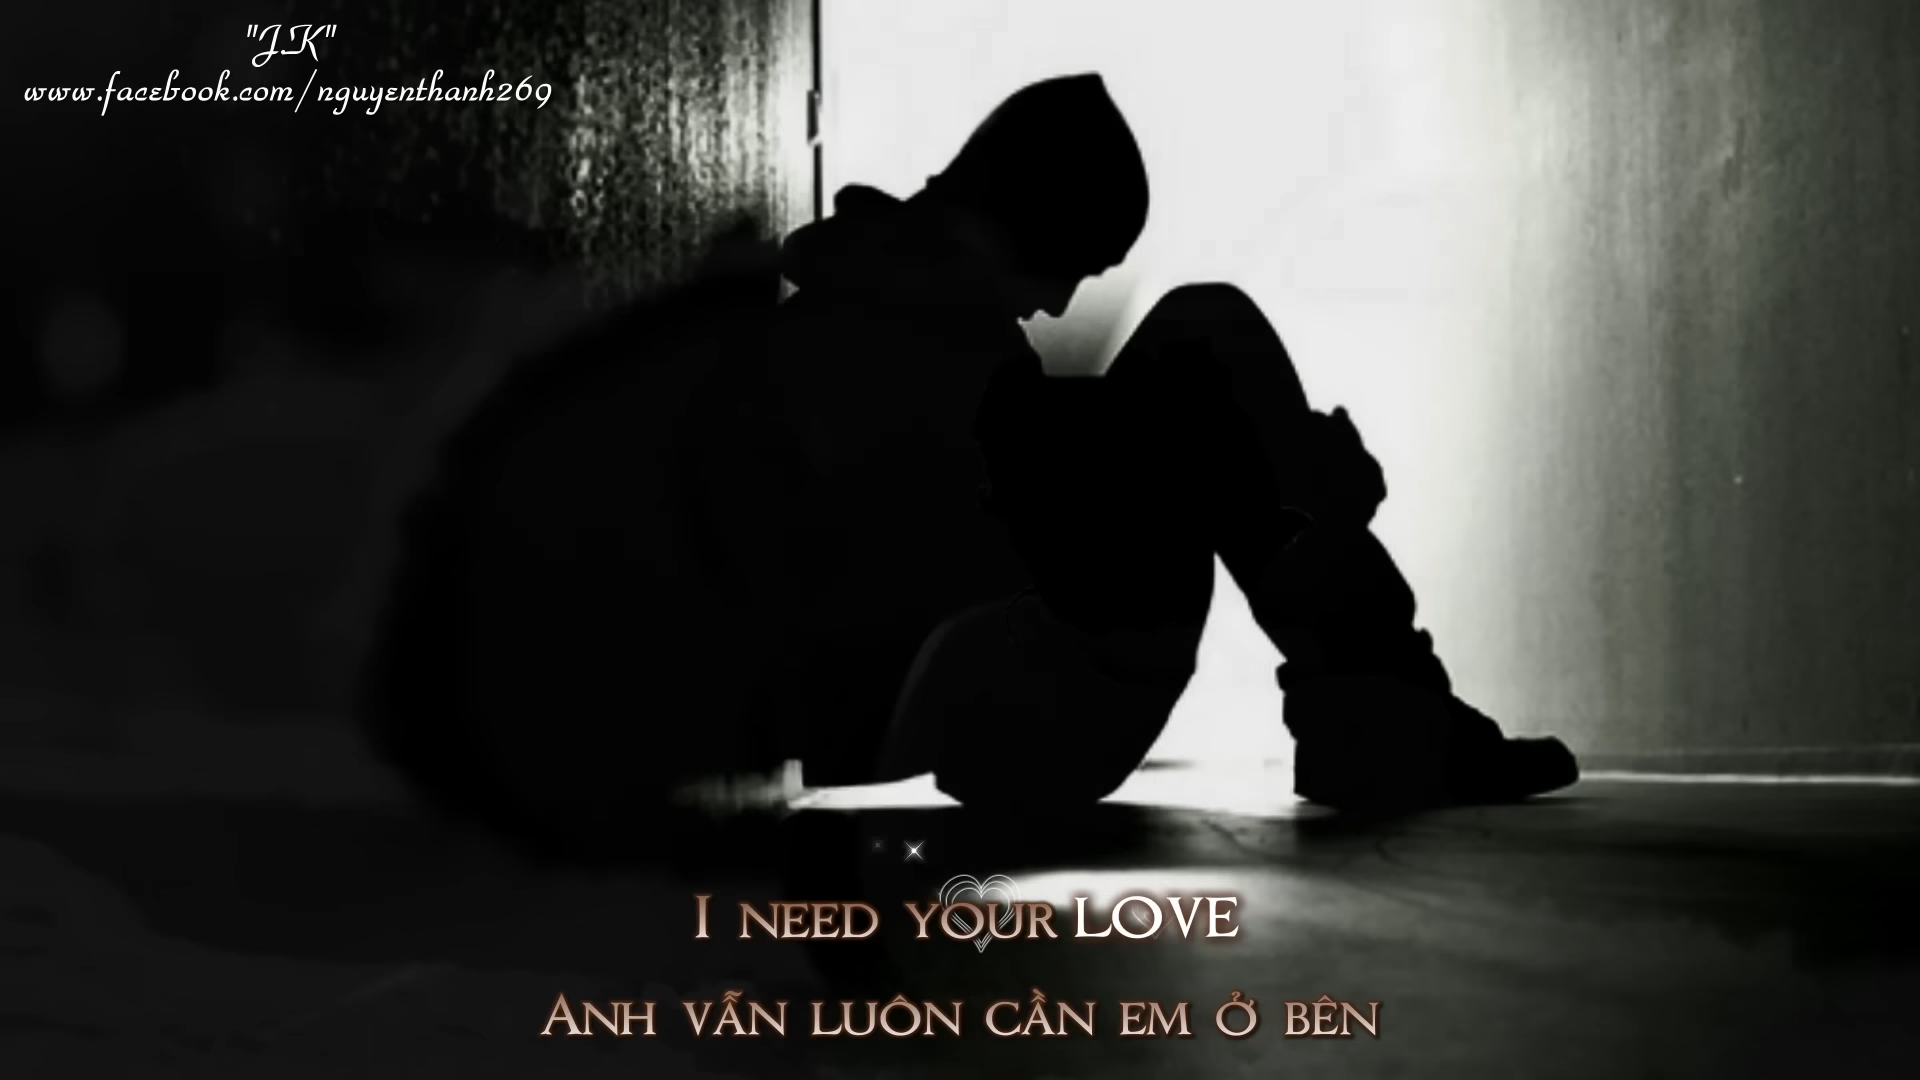 "J.K"
www.facebook.com/nguyenthanh269
I NEED YOUR LOVE
ANH VẪN LUÔN CẦN EM Ở BÊN